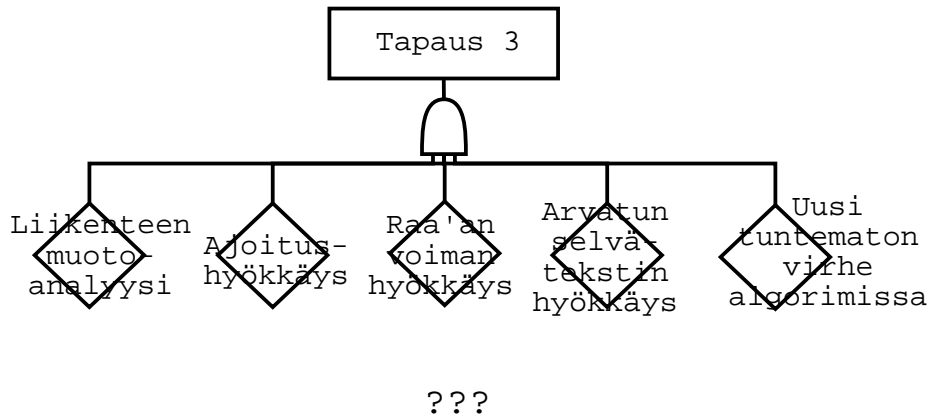 Tapaus 3
Liikenteen
muoto-
analyysi
Ajoitus-
hyökkäys
Raa'an
voiman
hyökkäys
Arvatun
selvä-
tekstin
hyökkäys
Uusi
tuntematon
virhe
algorimissa
???